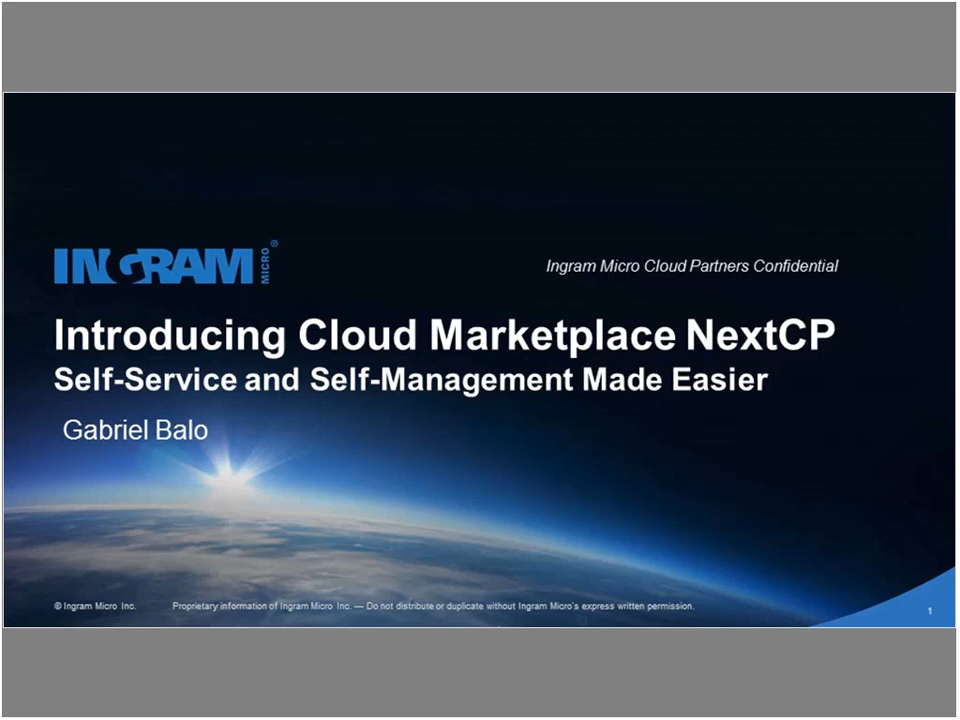 INGRAM MICRO®
Ingram Micro Cloud Partners Confidential
Introducing Cloud Marketplace NextCP
Self-Service and Self-Management Made Easier
Gabriel Balo
© Ingram Micro Inc. Proprietary information of Ingram Micro Inc. — Do not distribute or duplicate without Ingram Micro's express written permission.
1